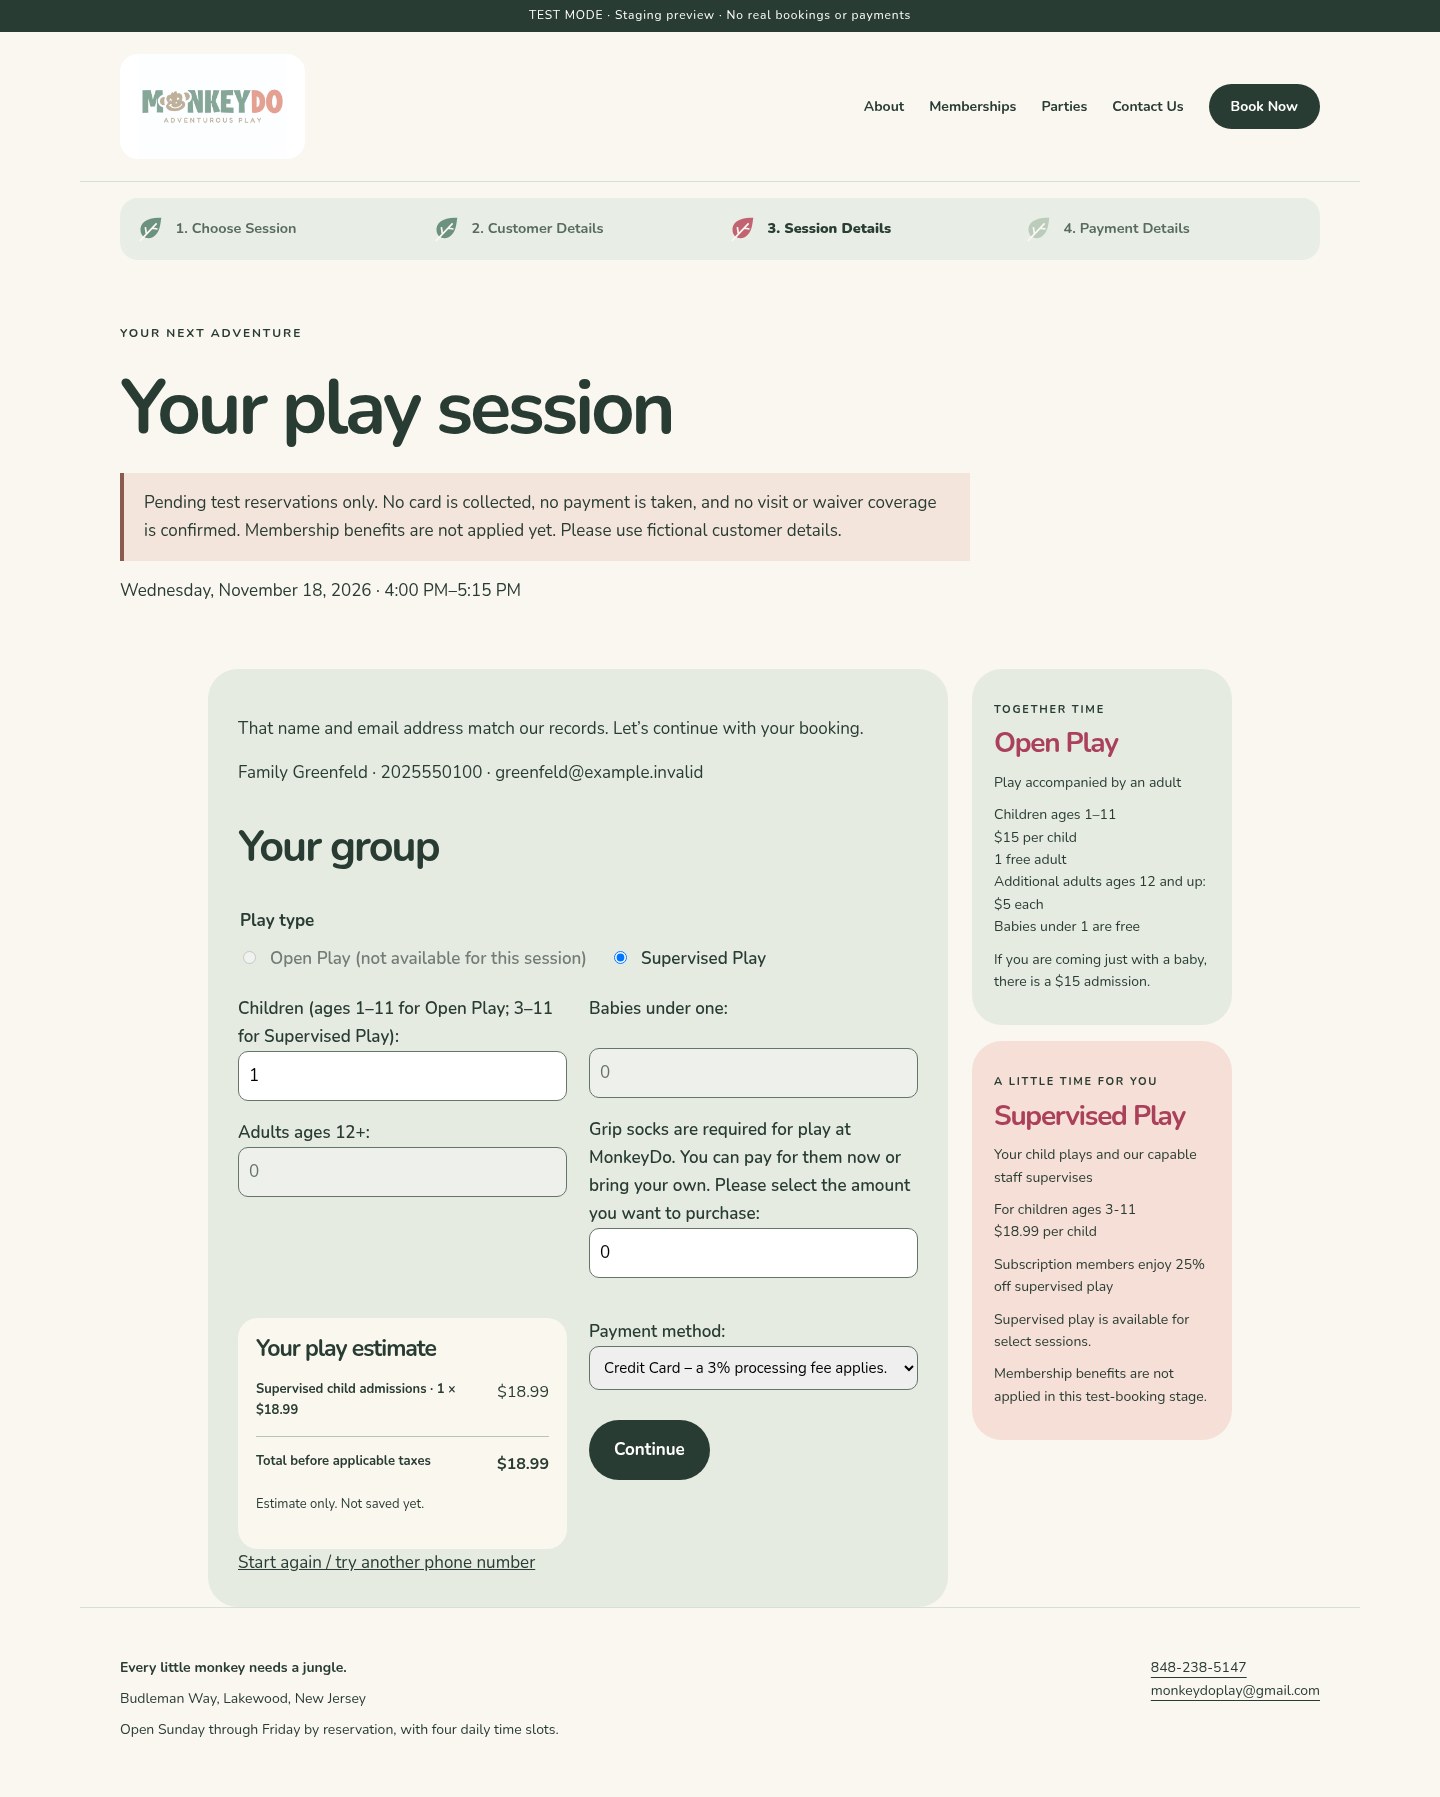 TEST MODE · Staging preview · No real bookings or payments
MONKEYDO
ADVENTUROUS PLAY
About
Memberships
Parties
Contact Us
Book Now
1. Choose Session
2. Customer Details
3. Session Details
4. Payment Details
YOUR NEXT ADVENTURE
Your play session
Pending test reservations only. No card is collected, no payment is taken, and no visit or waiver coverage
is confirmed. Membership benefits are not applied yet. Please use fictional customer details.
Wednesday, November 18, 2026 · 4:00 PM–5:15 PM
That name and email address match our records. Let’s continue with your booking.
Family Greenfeld · 2025550100 · greenfeld@example.invalid
Your group
Play type
Open Play (not available for this session)
Supervised Play
Children (ages 1–11 for Open Play; 3–11
for Supervised Play):
1
Babies under one:
0
Adults ages 12+:
0
Grip socks are required for play at
MonkeyDo. You can pay for them now or
bring your own. Please select the amount
you want to purchase:
0
Your play estimate
Supervised child admissions · 1 ×
$18.99
$18.99
Total before applicable taxes
$18.99
Estimate only. Not saved yet.
Payment method:
Credit Card – a 3% processing fee applies.
Continue
Start again / try another phone number
TOGETHER TIME
Open Play
Play accompanied by an adult
Children ages 1–11
$15 per child
1 free adult
Additional adults ages 12 and up:
$5 each
Babies under 1 are free
If you are coming just with a baby,
there is a $15 admission.
A LITTLE TIME FOR YOU
Supervised Play
Your child plays and our capable
staff supervises
For children ages 3-11
$18.99 per child
Subscription members enjoy 25%
off supervised play
Supervised play is available for
select sessions.
Membership benefits are not
applied in this test-booking stage.
Every little monkey needs a jungle.
Budleman Way, Lakewood, New Jersey
Open Sunday through Friday by reservation, with four daily time slots.
848-238-5147
monkeydoplay@gmail.com